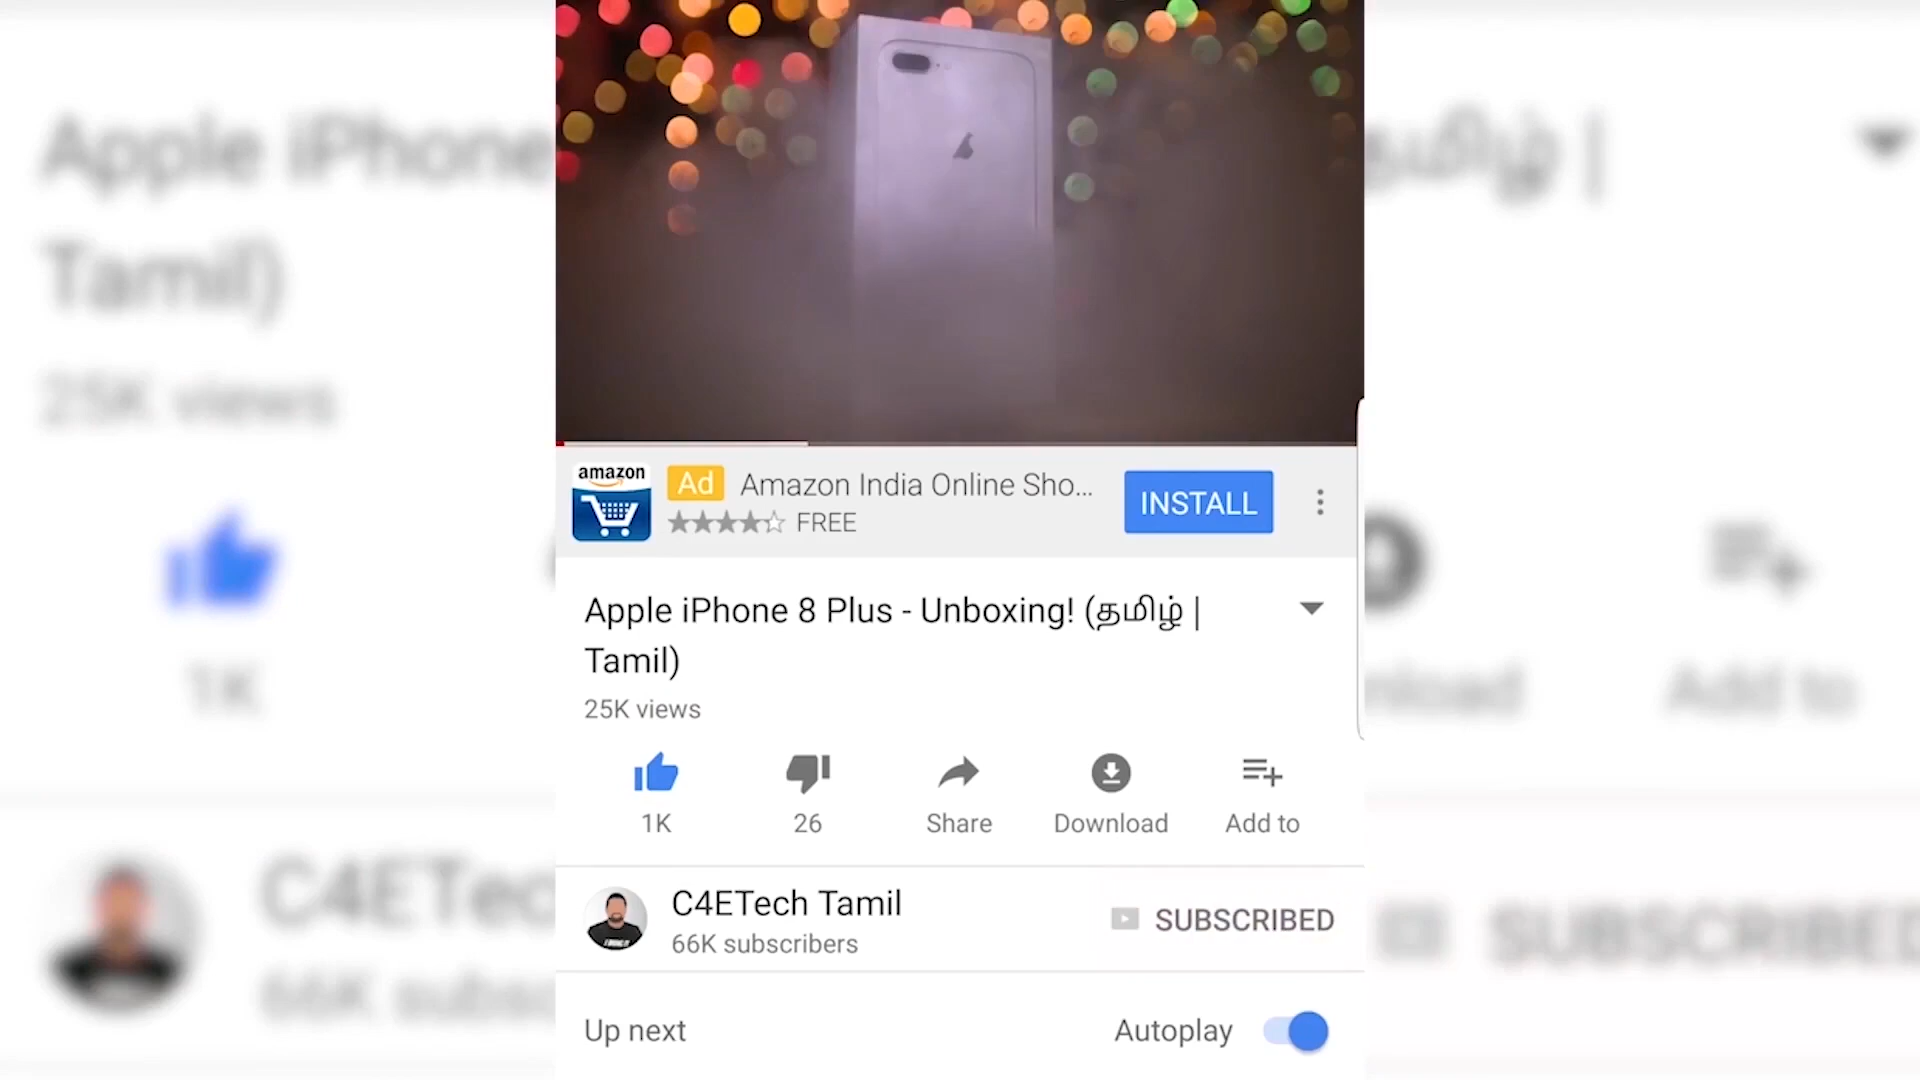 amazon
Ad Amazon India Online Sho...
FREE
INSTALL
Apple iPhone 8 Plus - Unboxing! (தமிழ் |
Tamil)
25K views
1K
26
Share
Download
Add to
C4ETech Tamil
66K subscribers
SUBSCRIBED
Up next
Autoplay